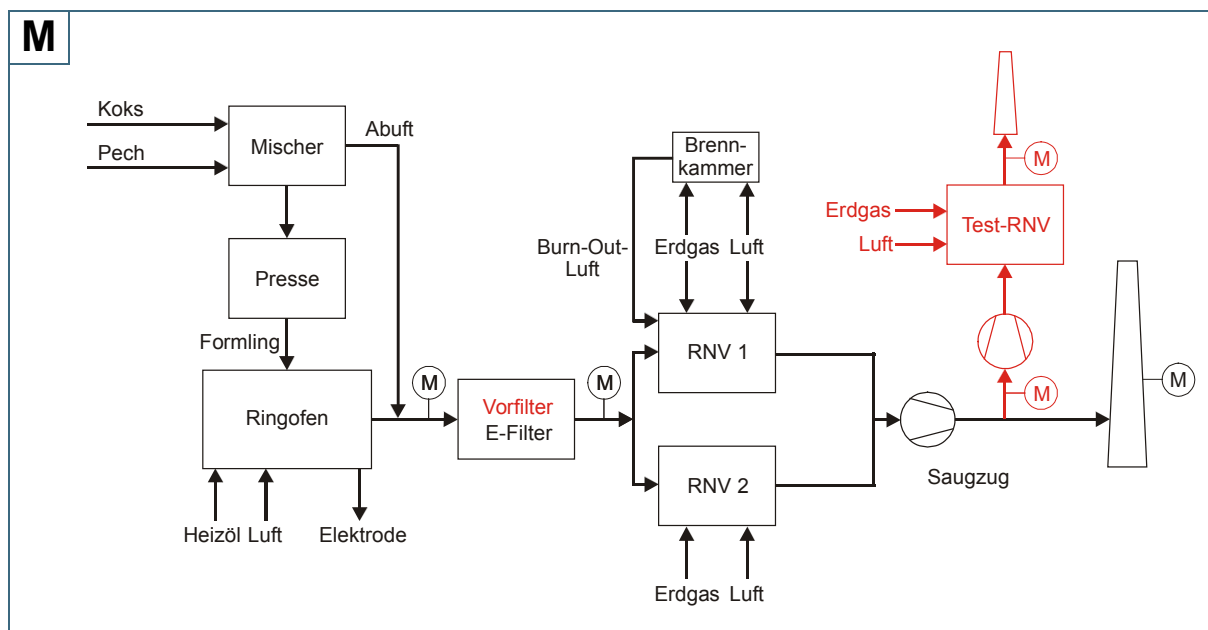 M
Koks
Pech
Mischer
Abuft
Presse
Formling
Ringofen
Heizöl
Luft
Elektrode
M
Vorfilter
E-Filter
M
Brenn-
kammer
Burn-Out-
Luft
Erdgas
Luft
RNV 1
RNV 2
Erdgas
Luft
Saugzug
M
Erdgas
Luft
Test-RNV
M
M